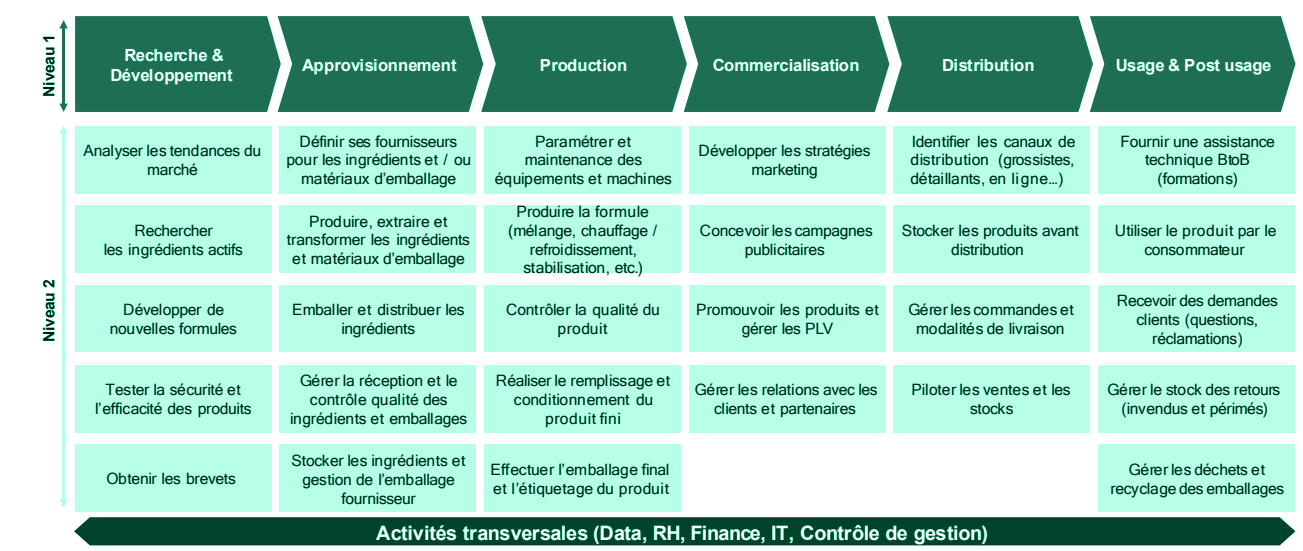 Niveau 1
Recherche &
Développement
Approvisionnement
Production
Commercialisation
Distribution
Usage & Post usage
Niveau 2
Analyser les tendances du
marché
Définir ses fournisseurs
pour les ingrédients et / ou
matériaux d'emballage
Paramétrer et
maintenance des
équipements et machines
Développer les stratégies
marketing
Identifier les canaux de
distribution (grossistes,
détaillants, en ligne…)
Fournir une assistance
technique BtoB
(formations)
Rechercher
les ingrédients actifs
Produire, extraire et
transformer les ingrédients
et matériaux d'emballage
Produire la formule
(mélange, chauffage /
refroidissement,
stabilisation, etc.)
Concevoir les campagnes
publicitaires
Stocker les produits avant
distribution
Utiliser le produit par le
consommateur
Développer de
nouvelles formules
Emballer et distribuer les
ingrédients
Contrôler la qualité du
produit
Promouvoir les produits et
gérer les PLV
Gérer les commandes et
modalités de livraison
Recevoir des demandes
clients (questions,
réclamations)
Tester la sécurité et
l'efficacité des produits
Gérer la réception et le
contrôle qualité des
ingrédients et emballages
Réaliser le remplissage et
conditionnement du
produit fini
Gérer les relations avec les
clients et partenaires
Piloter les ventes et les
stocks
Gérer le stock des retours
(invendus et périmés)
Obtenir les brevets
Stocker les ingrédients et
gestion de l'emballage
fournisseur
Effectuer l'emballage final
et l'étiquetage du produit
Gérer les déchets et
recyclage des emballages
Activités transversales (Data, RH, Finance, IT, Contrôle de gestion)